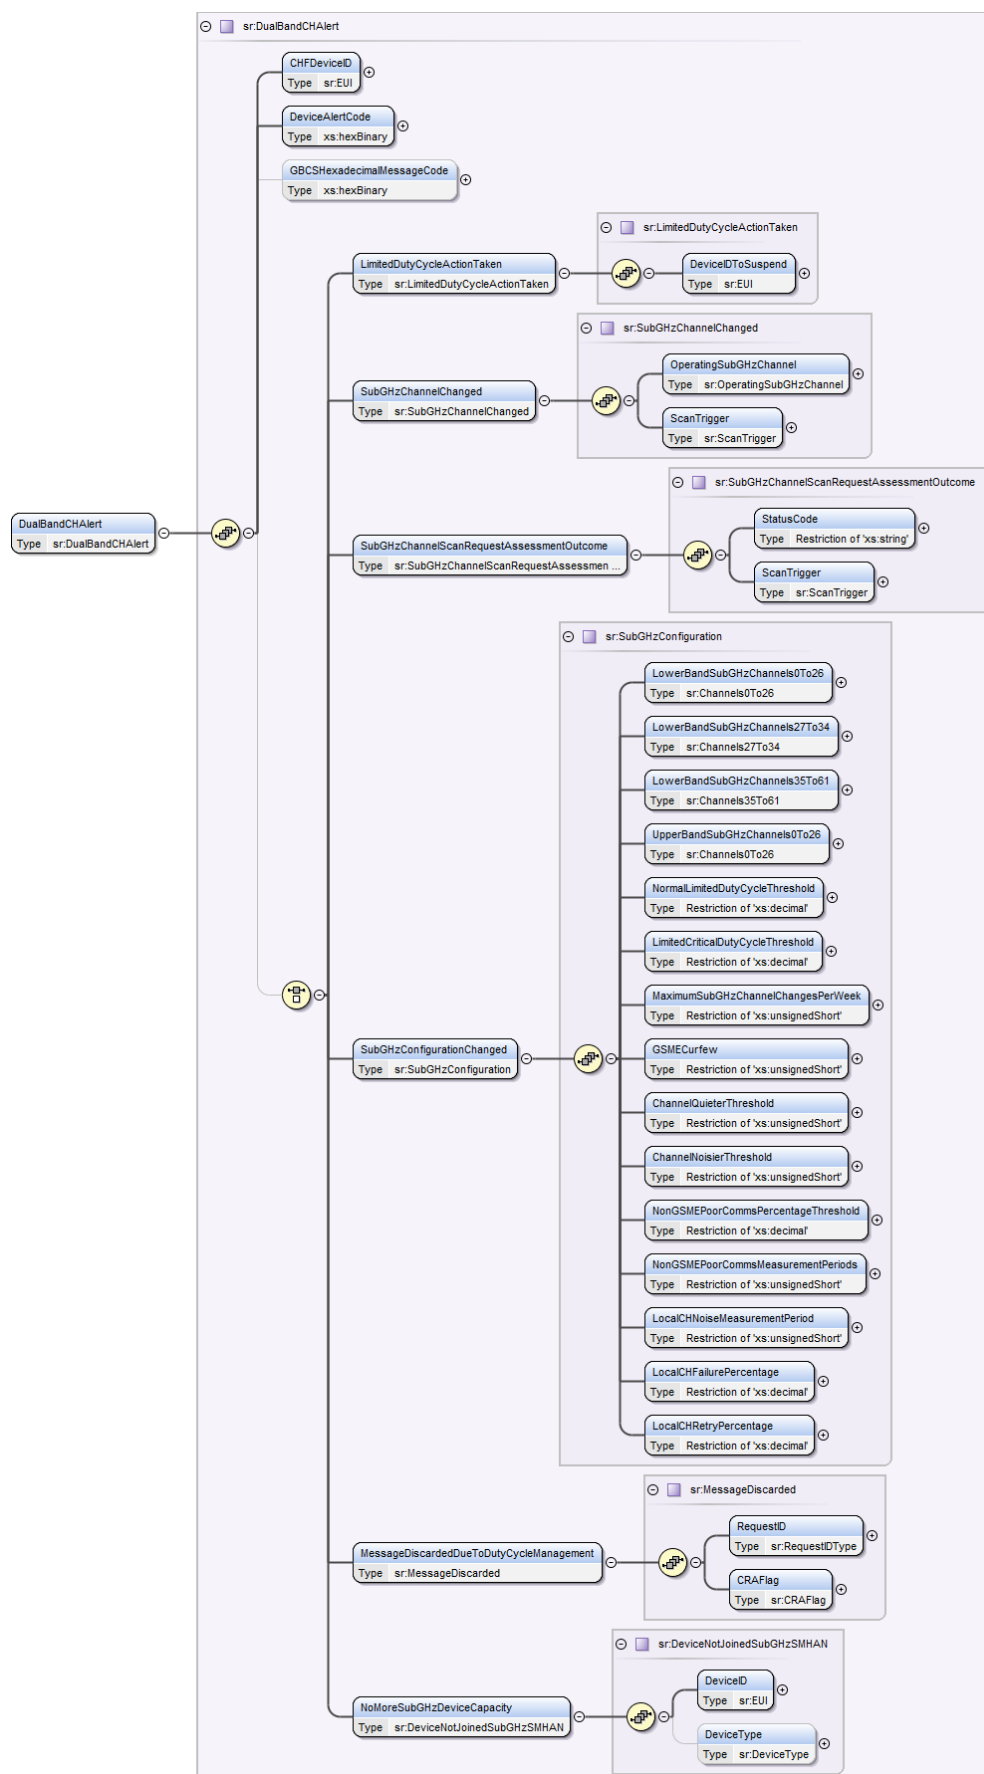 sr:DualBandCHAlert
CHFDeviceID
Type sr:EUI
DeviceAlertCode
Type xs:hexBinary
GBCSHexadecimalMessageCode
Type xs:hexBinary
sr:LimitedDutyCycleActionTaken
LimitedDutyCycleActionTaken
Type sr:LimitedDutyCycleActionTaken
DeviceIDToSuspend
Type sr:EUI
sr:SubGHzChannelChanged
SubGHzChannelChanged
Type sr:SubGHzChannelChanged
OperatingSubGHzChannel
Type sr:OperatingSubGHzChannel
ScanTrigger
Type sr:ScanTrigger
sr:SubGHzChannelScanRequestAssessmentOutcome
DualBandCHAlert
Type sr:DualBandCHAlert
SubGHzChannelScanRequestAssessmentOutcome
Type sr:SubGHzChannelScanRequestAssessmen ...
StatusCode
Type Restriction of 'xs:string'
ScanTrigger
Type sr:ScanTrigger
sr:SubGHzConfiguration
LowerBandSubGHzChannels0To26
Type sr:Channels0To26
LowerBandSubGHzChannels27To34
Type sr:Channels27To34
LowerBandSubGHzChannels35To61
Type sr:Channels35To61
UpperBandSubGHzChannels0To26
Type sr:Channels0To26
NormalLimitedDutyCycleThreshold
Type Restriction of 'xs:decimal'
LimitedCriticalDutyCycleThreshold
Type Restriction of 'xs:decimal'
MaximumSubGHzChannelChangesPerWeek
Type Restriction of 'xs:unsignedShort'
SubGHzConfigurationChanged
Type sr:SubGHzConfiguration
GSMECurfew
Type Restriction of 'xs:unsignedShort'
ChannelQuieterThreshold
Type Restriction of 'xs:unsignedShort'
ChannelNoisierThreshold
Type Restriction of 'xs:unsignedShort'
NonGSMEPoorCommsPercentageThreshold
Type Restriction of 'xs:decimal'
NonGSMEPoorCommsMeasurementPeriods
Type Restriction of 'xs:unsignedShort'
LocalCHNoiseMeasurementPeriod
Type Restriction of 'xs:unsignedShort'
LocalCHFailurePercentage
Type Restriction of 'xs:decimal'
LocalCHRetryPercentage
Type Restriction of 'xs:decimal'
sr:MessageDiscarded
MessageDiscardedDueToDutyCycleManagement
Type sr:MessageDiscarded
RequestID
Type sr:RequestIDType
CRAFlag
Type sr:CRAFlag
sr:DeviceNotJoinedSubGHzSMHAN
NoMoreSubGHzDeviceCapacity
Type sr:DeviceNotJoinedSubGHzSMHAN
DeviceID
Type sr:EUI
DeviceType
Type sr:DeviceType